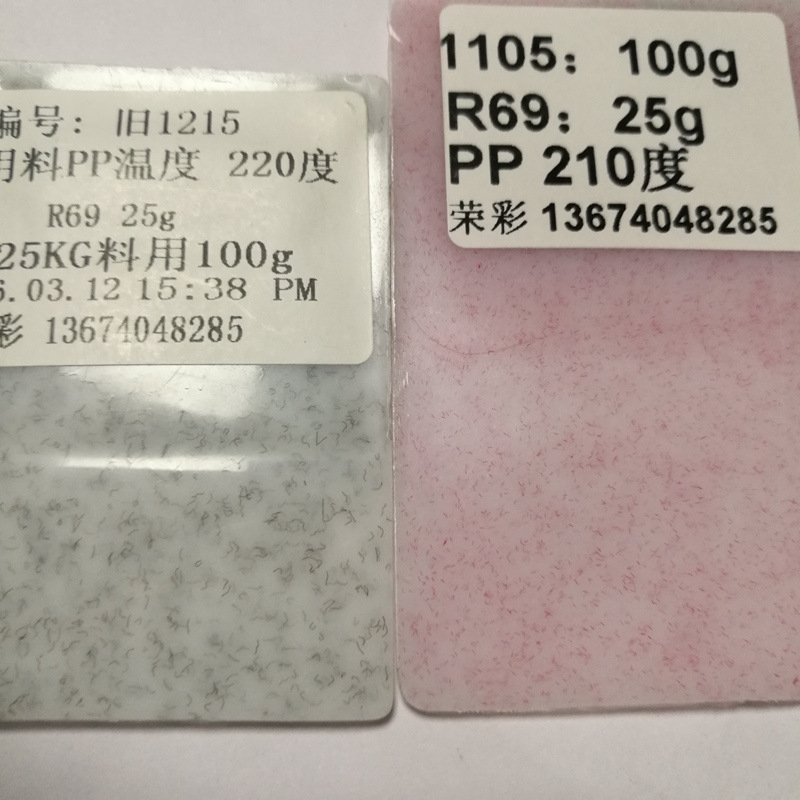 编号: 旧1215
用料PP温度 220度
R69 25g
25KG料用100g
6.03.12 15:38 PM
彩 13674048285
1105：100g
R69：25g
PP 210度
荣彩 13674048285